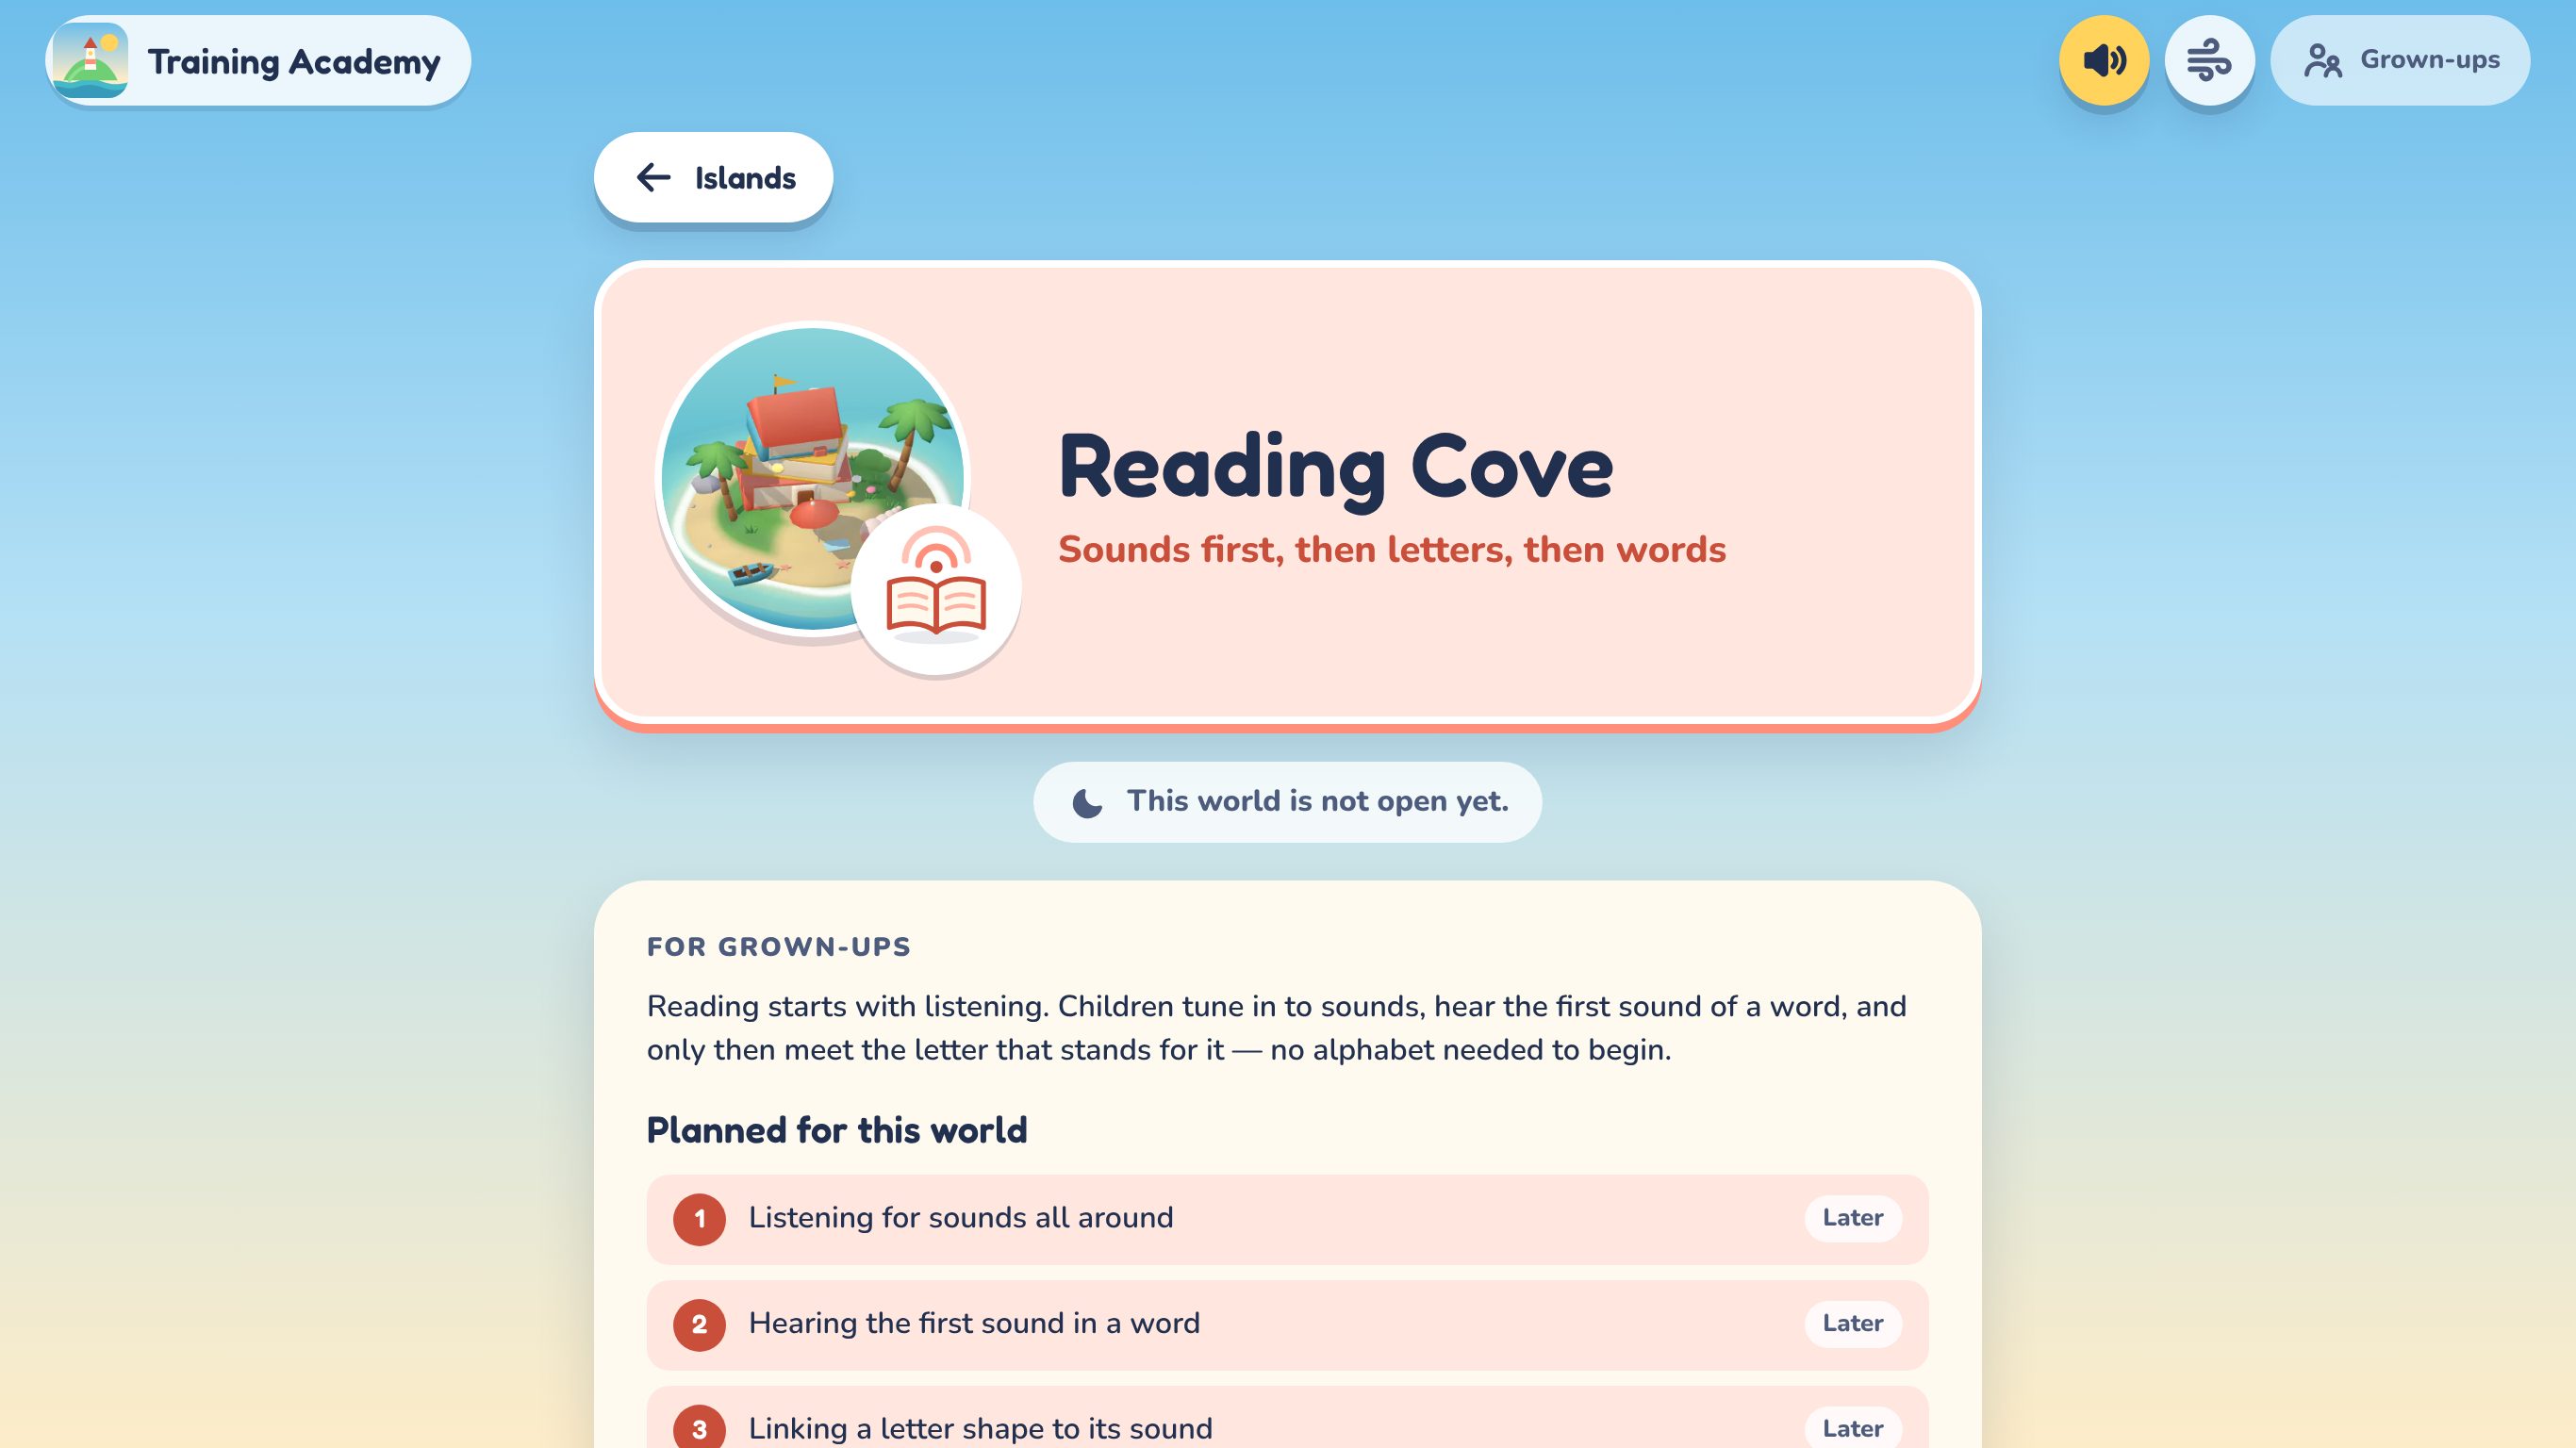 Training Academy
Grown-ups
Islands
Reading Cove
Sounds first, then letters, then words
This world is not open yet.
FOR GROWN-UPS
Reading starts with listening. Children tune in to sounds, hear the first sound of a word, and
only then meet the letter that stands for it — no alphabet needed to begin.
Planned for this world
1 Listening for sounds all around Later
2 Hearing the first sound in a word Later
3 Linking a letter shape to its sound Later